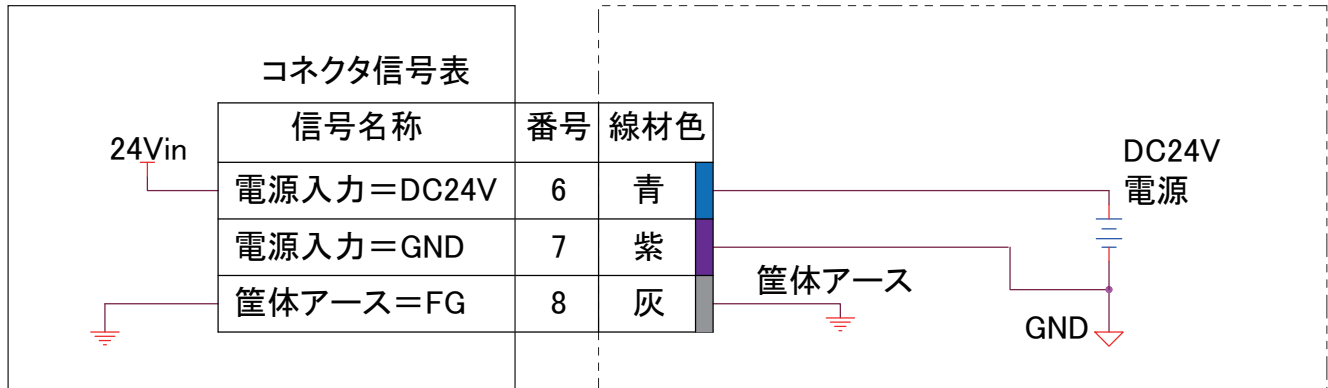 コネクタ信号表
信号名称 番号 線材色
24Vin
電源入力＝DC24V 6 青
電源入力＝GND 7 紫
筐体アース＝FG 8 灰
筐体アース
DC24V
電源
GND